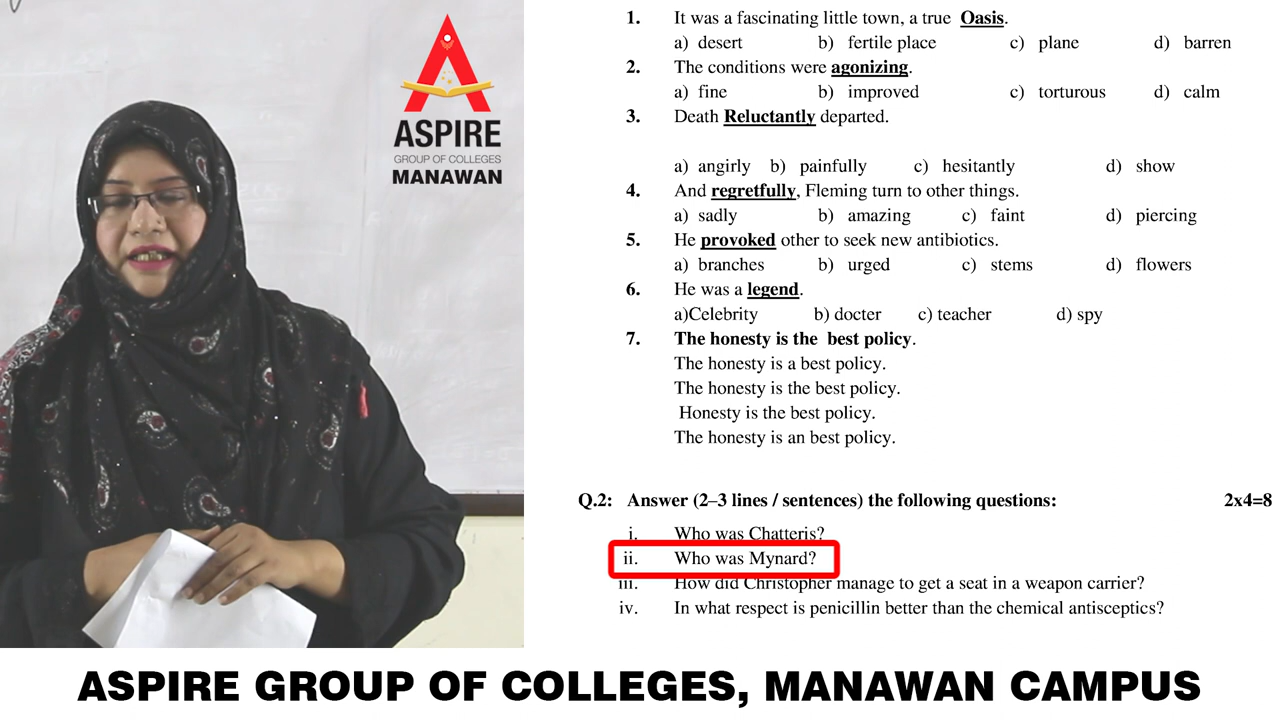 ASPIRE
GROUP OF COLLEGES
MANAWAN
1. It was a fascinating little town, a true Oasis.
a) desert b) fertile place c) plane d) barren
2. The conditions were agonizing.
a) fine b) improved c) torturous d) calm
3. Death Reluctantly departed.
a) angirly b) painfully c) hesitantly d) show
4. And regretfully, Fleming turn to other things.
a) sadly b) amazing c) faint d) piercing
5. He provoked other to seek new antibiotics.
a) branches b) urged c) stems d) flowers
6. He was a legend.
a)Celebrity b) docter c) teacher d) spy
7. The honesty is the best policy.
The honesty is a best policy.
The honesty is the best policy.
Honesty is the best policy.
The honesty is an best policy.
Q.2: Answer (2–3 lines / sentences) the following questions: 2x4=8
i. Who was Chatteris?
ii. Who was Mynard?
iii. How did Christopher manage to get a seat in a weapon carrier?
iv. In what respect is penicillin better than the chemical antisceptics?
ASPIRE GROUP OF COLLEGES, MANAWAN CAMPUS